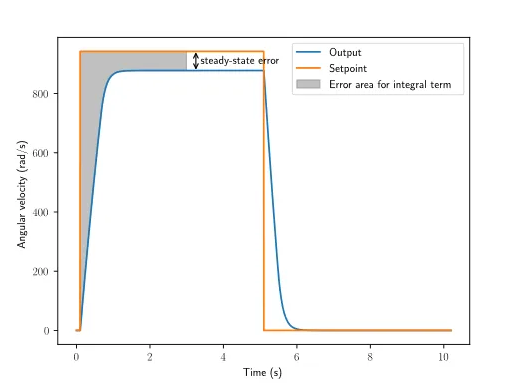 Output
Setpoint
Error area for integral term
steady-state error
Angular velocity (rad/s)
800
600
400
200
0
0 2 4 6 8 10
Time (s)